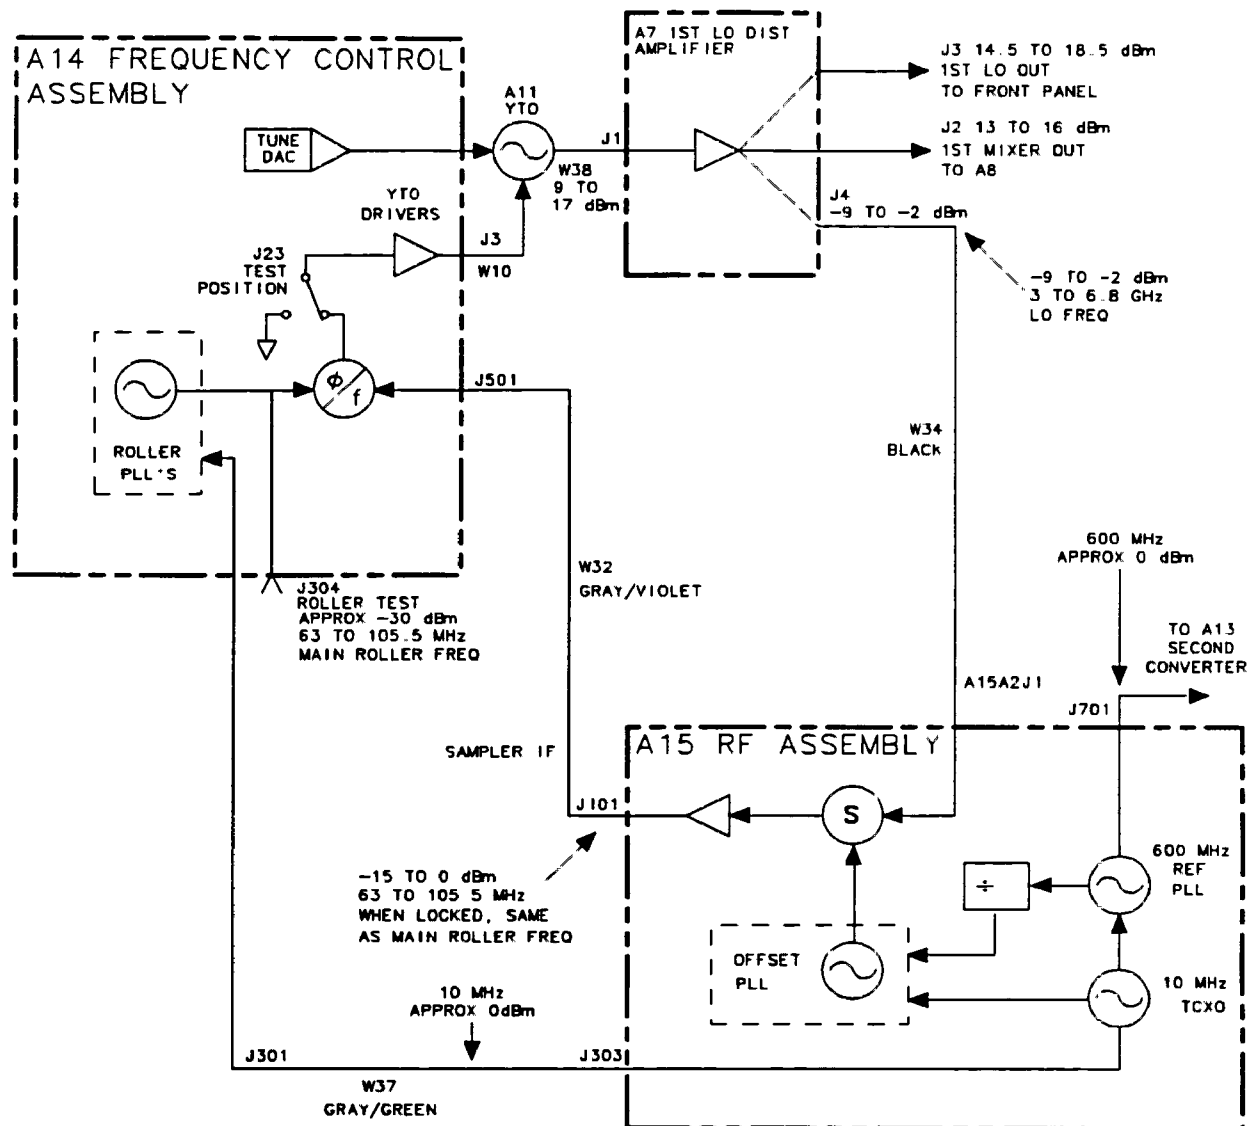 A14 FREQUENCY CONTROL
ASSEMBLY
TUNE
DAC
A11
YTO
YTO
DRIVERS
J23
TEST
POSITION
J3
W10
J1
W38
9 TO
17 dBm
A7 1ST LO DIST
AMPLIFIER
J3 14.5 TO 18.5 dBm
1ST LO OUT
TO FRONT PANEL
J2 13 TO 16 dBm
1ST MIXER OUT
TO A8
J4
-9 TO -2 dBm
-9 TO -2 dBm
3 TO 6.8 GHz
LO FREQ
ROLLER
PLL'S
Φ
f
J501
J304
ROLLER TEST
APPROX -30 dBm
63 TO 105.5 MHz
MAIN ROLLER FREQ
W32
GRAY/VIOLET
W34
BLACK
600 MHz
APPROX 0 dBm
TO A13
SECOND
CONVERTER
A15A2J1
J701
SAMPLER IF
A15 RF ASSEMBLY
J101
S
-15 TO 0 dBm
63 TO 105 5 MHz
WHEN LOCKED, SAME
AS MAIN ROLLER FREQ
600 MHz
REF
PLL
÷
OFFSET
PLL
10 MHz
TCXO
10 MHz
APPROX 0dBm
J301
J303
W37
GRAY/GREEN